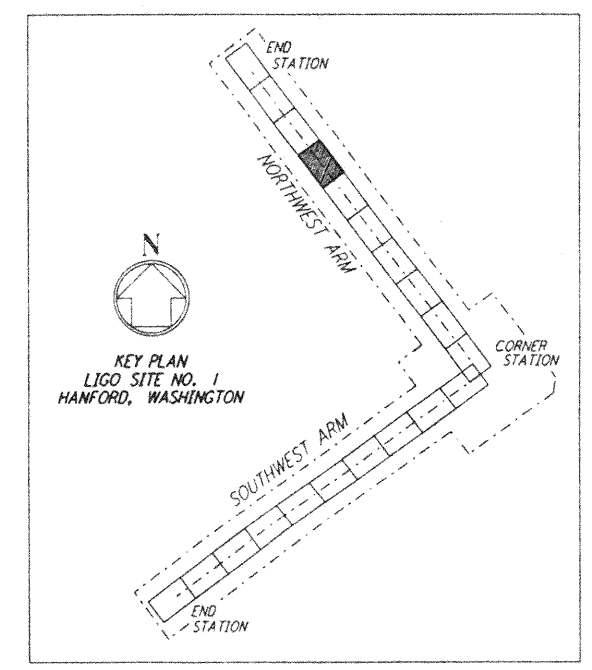 END
STATION
NORTHWEST ARM
N
KEY PLAN
LIGO SITE NO. 1
HANFORD, WASHINGTON
CORNER
STATION
SOUTHWEST ARM
END
STATION